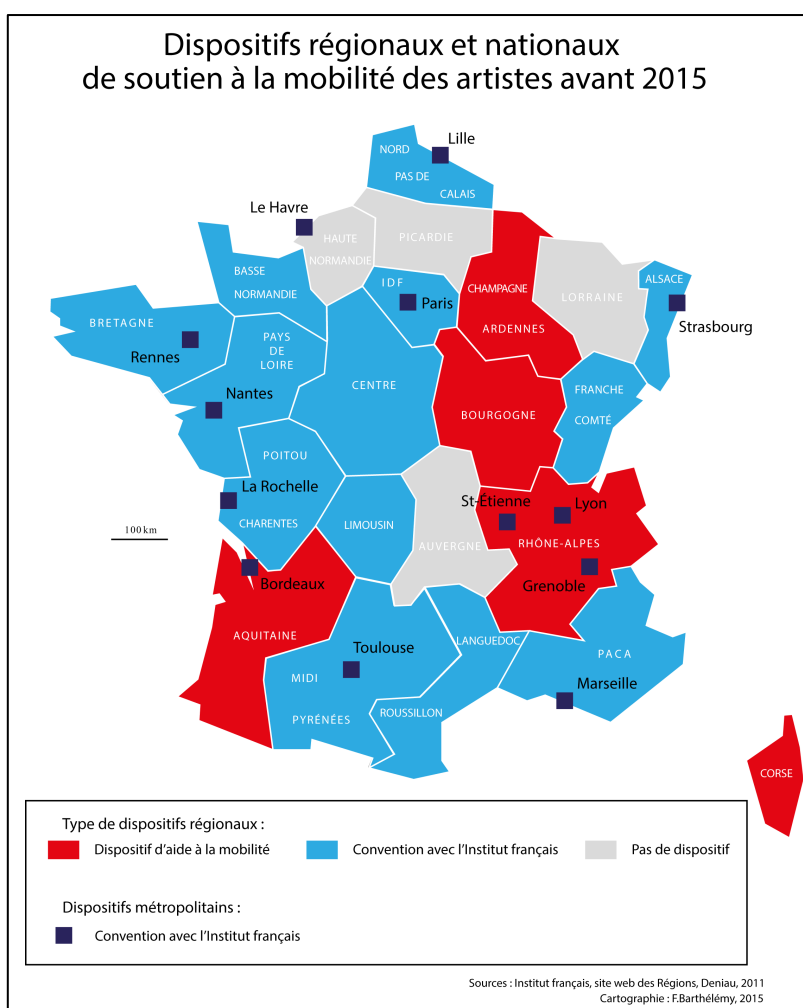 Dispositifs régionaux et nationaux
de soutien à la mobilité des artistes avant 2015
Lille
NORD
PAS DE
CALAIS
Le Havre
HAUTE
NORMANDIE
PICARDIE
BASSE
NORMANDIE
IDF
Paris
CHAMPAGNE
ARDENNES
LORRAINE
ALSACE
Strasbourg
BRETAGNE
Rennes
PAYS
DE
LOIRE
Nantes
CENTRE
BOURGOGNE
FRANCHE
COMTÉ
POITOU
La Rochelle
CHARENTES
LIMOUSIN
AUVERGNE
St-Étienne
Lyon
RHÔNE-ALPES
Grenoble
100 km
Bordeaux
AQUITAINE
Toulouse
MIDI
PYRÉNÉES
LANGUEDOC
ROUSSILLON
PACA
Marseille
CORSE
Type de dispositifs régionaux :
Dispositif d'aide à la mobilité
Convention avec l'Institut français
Pas de dispositif
Dispositifs métropolitains :
Convention avec l'Institut français
Sources : Institut français, site web des Régions, Deniau, 2011
Cartographie : F.Barthélémy, 2015